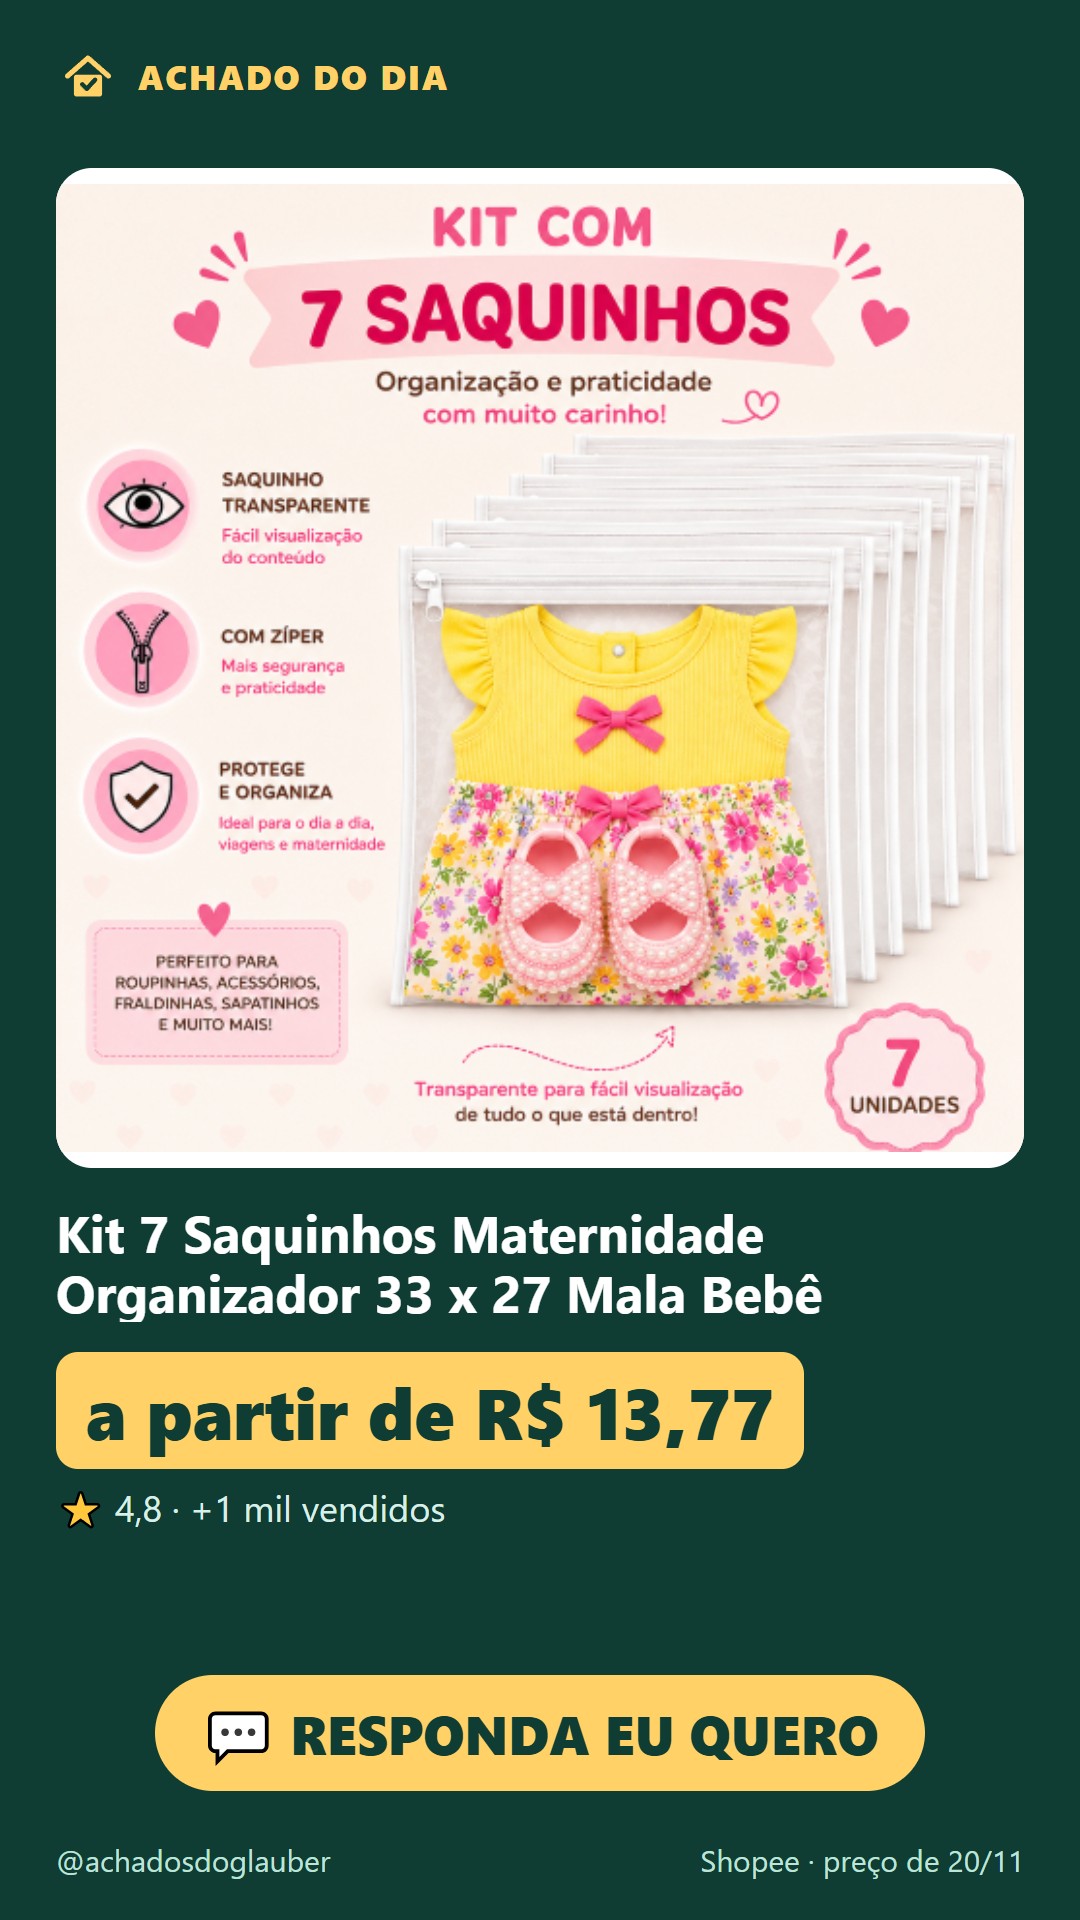 ACHADO DO DIA
KIT COM
7 SAQUINHOS
Organização e praticidade
com muito carinho!
SAQUINHO
TRANSPARENTE
Fácil visualização
do conteúdo
COM ZÍPER
Mais segurança
e praticidade
PROTEGE
E ORGANIZA
Ideal para o dia a dia,
viagens e maternidade
PERFEITO PARA
ROUPINHAS, ACESSÓRIOS,
FRALDINHAS, SAPATINHOS
E MUITO MAIS!
Transparente para fácil visualização
de tudo o que está dentro!
7
UNIDADES
Kit 7 Saquinhos Maternidade
Organizador 33 x 27 Mala Bebê
a partir de R$ 13,77
4,8 · +1 mil vendidos
RESPONDA EU QUERO
@achadosdoglauber
Shopee · preço de 20/11